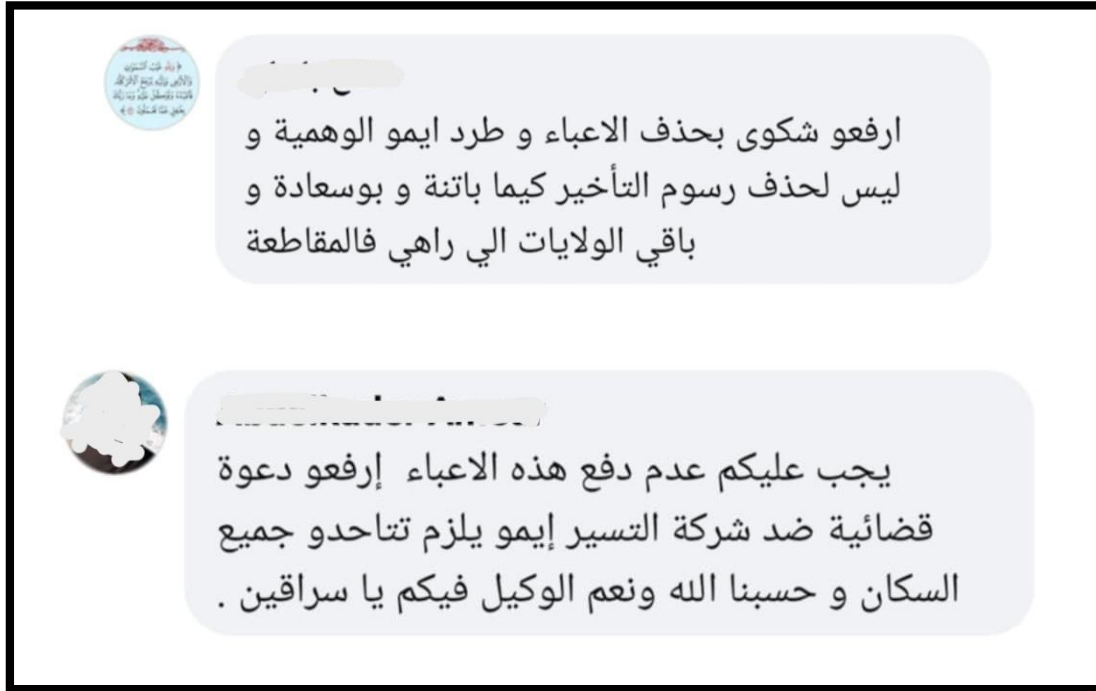 ارفعو شكوى بحذف الاعباء و طرد ايمو الوهمية و
ليس لحذف رسوم التأخير كيما باتنة و بوسعادة و
باقي الولايات الي راهي فالمقاطعة
يجب عليكم عدم دفع هذه الاعباء إرفعو دعوة
قضائية ضد شركة التسير إيمو يلزم تتاحدو جميع
السكان و حسبنا الله ونعم الوكيل فيكم يا سراقين .